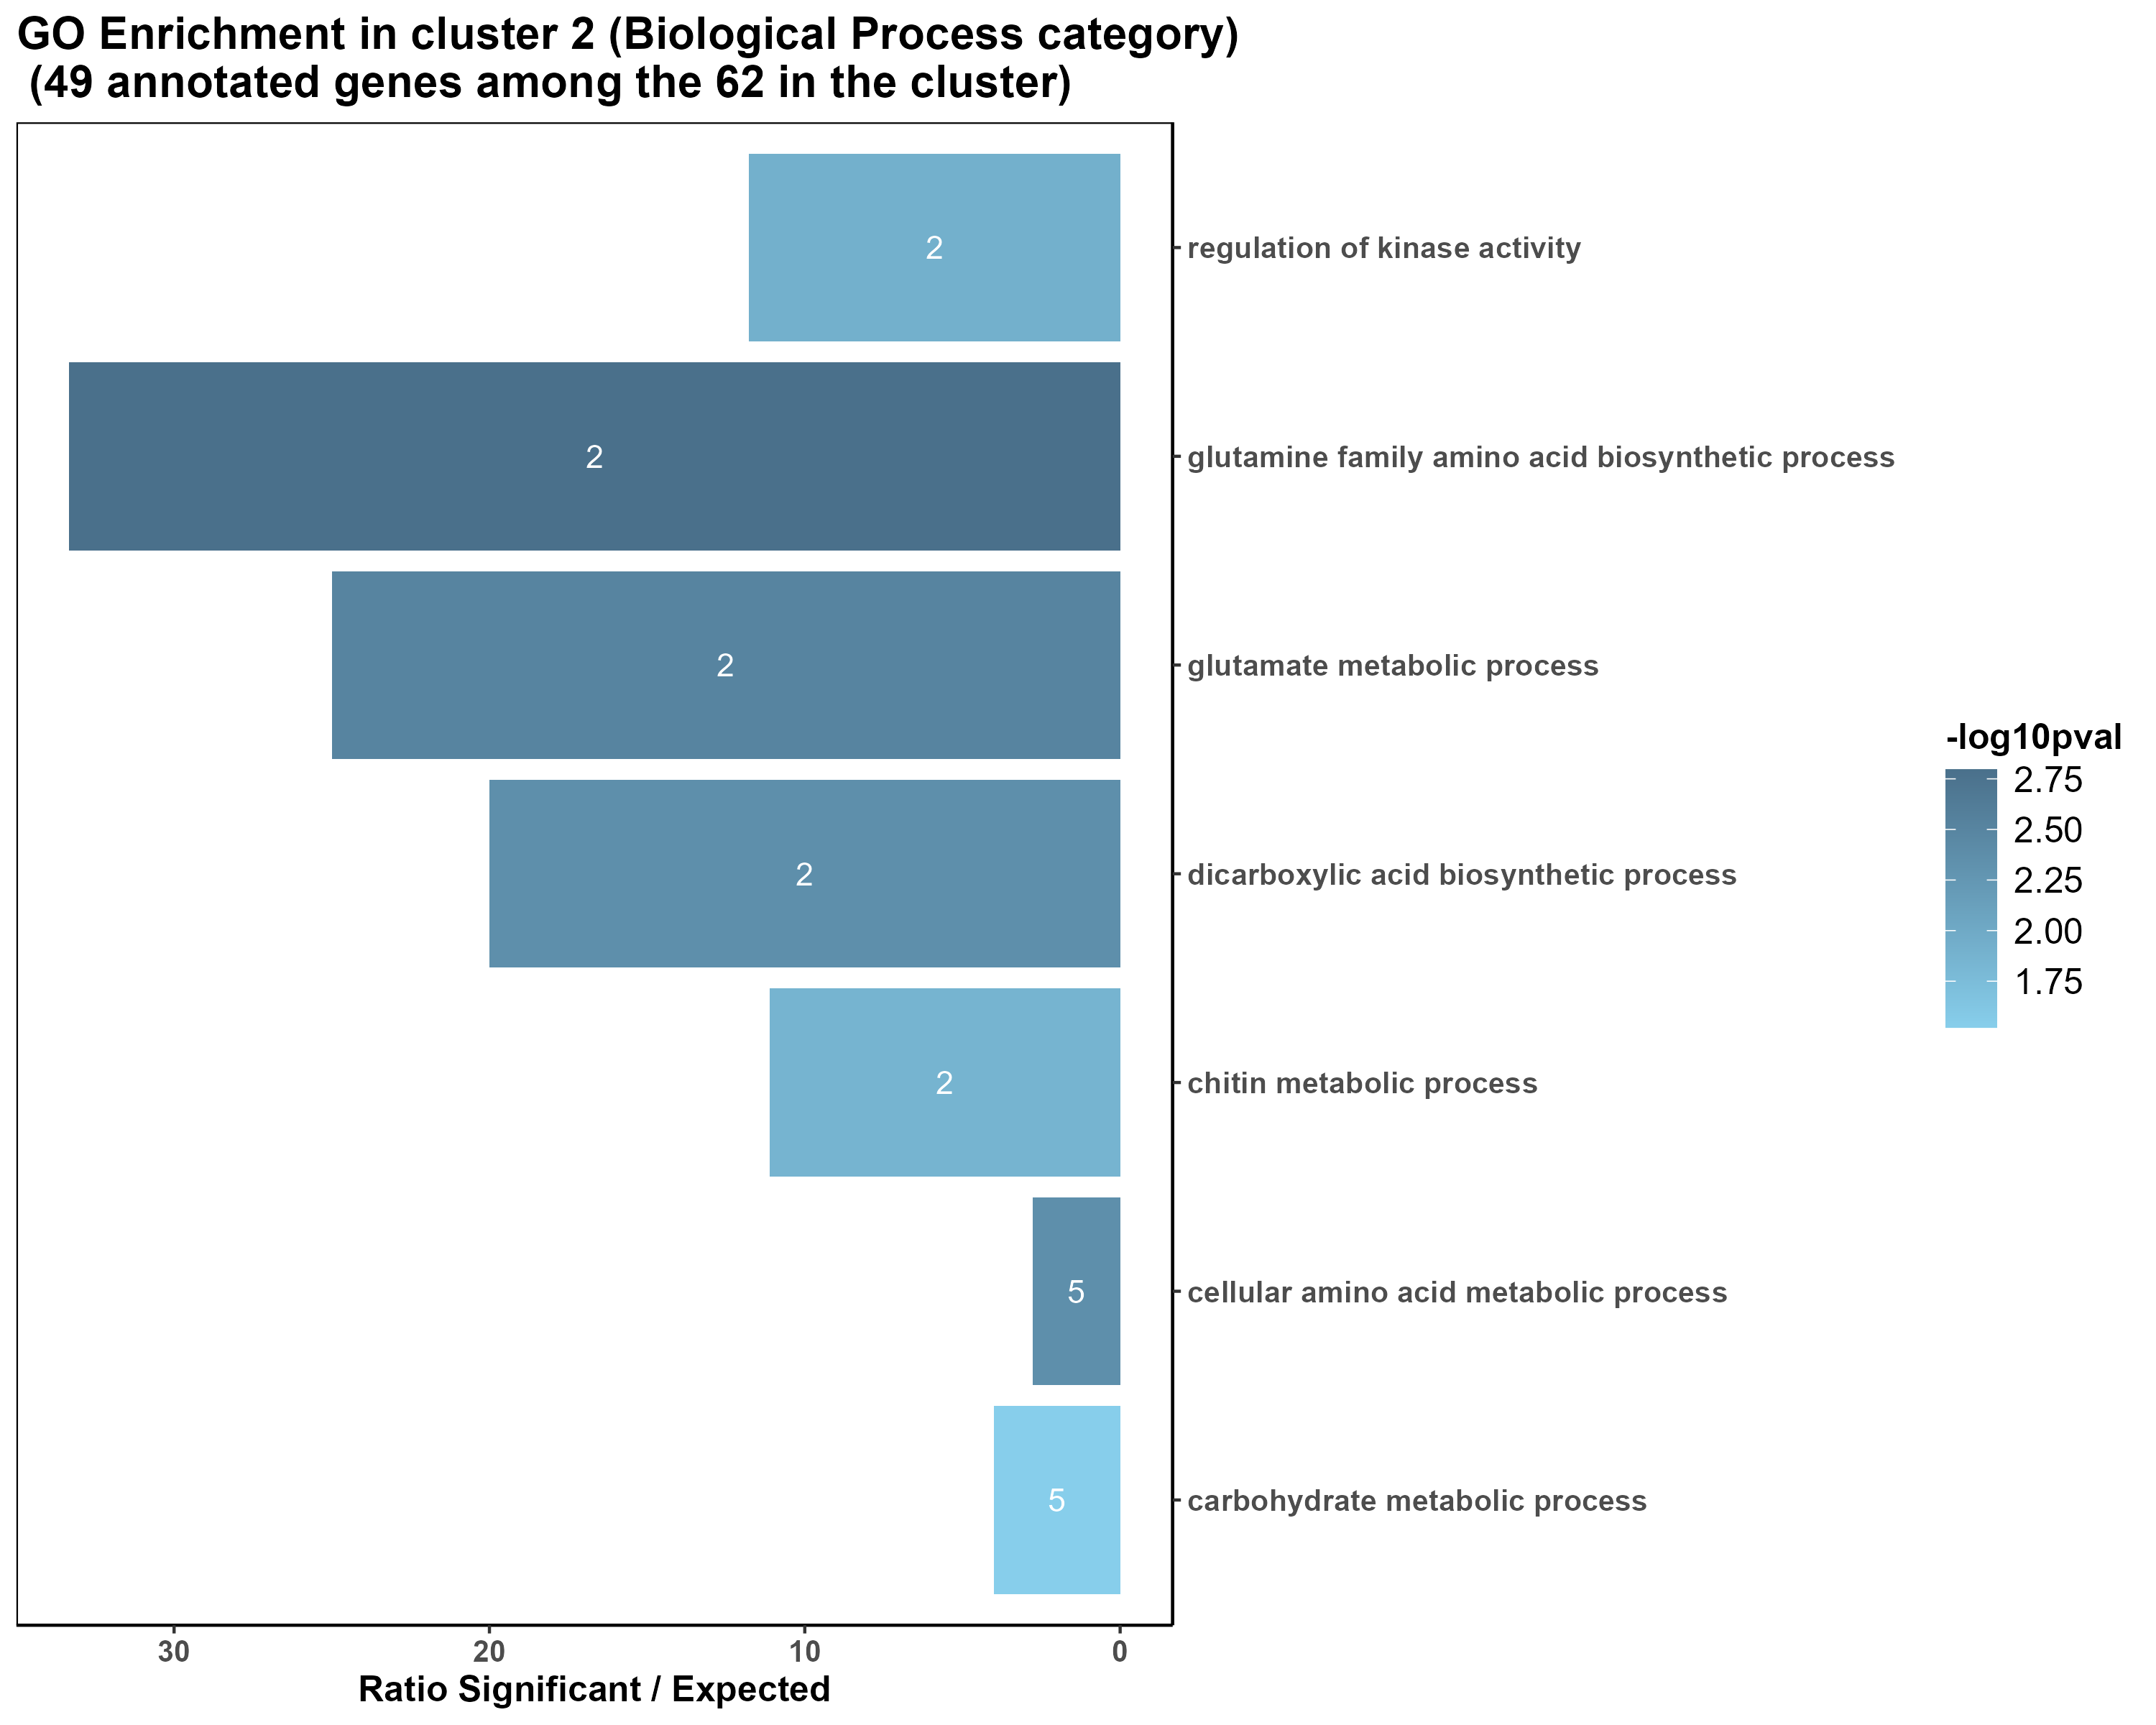 GO Enrichment in cluster 2 (Biological Process category)
(49 annotated genes among the 62 in the cluster)
2
regulation of kinase activity
2
glutamine family amino acid biosynthetic process
2
glutamate metabolic process
2
dicarboxylic acid biosynthetic process
2
chitin metabolic process
5
cellular amino acid metabolic process
5
carbohydrate metabolic process
30 20 10 0
Ratio Significant / Expected
-log10pval
2.75
2.50
2.25
2.00
1.75